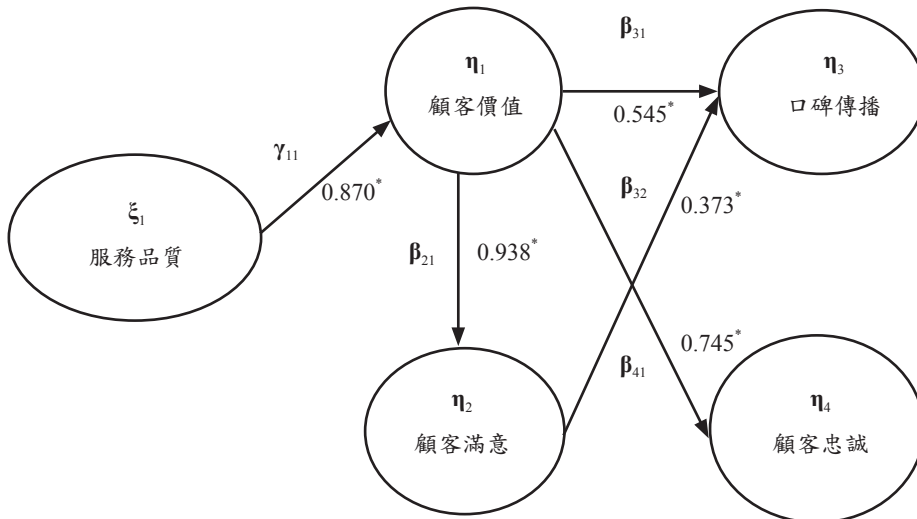 β31
η1
顧客價值
η3
口碑傳播
0.545*
γ11
0.870*
β32
0.373*
ξ1
服務品質
β21
0.938*
0.745*
β41
η2
顧客滿意
η4
顧客忠誠